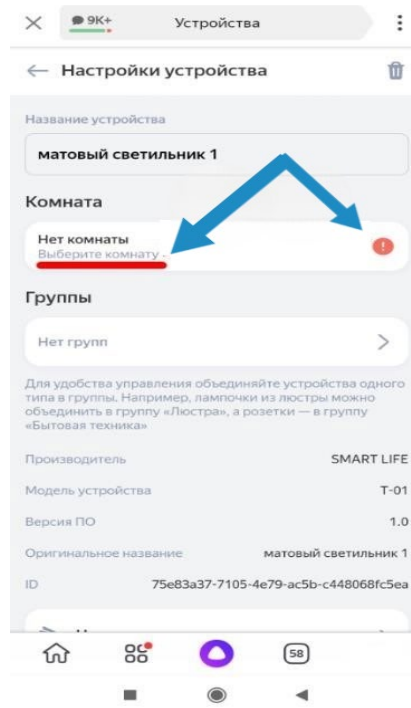 9K+ Устройства
Настройки устройства
Название устройства
матовый светильник 1
Комната
Нет комнаты
Выберите комнату
Группы
Нет групп
Для удобства управления объединяйте устройства одного
типа в группы. Например, лампочки из люстры можно
объединить в группу «Люстра», а розетки — в группу
«Бытовая техника»
Производитель SMART LIFE
Модель устройства T-01
Версия ПО 1.0
Оригинальное название матовый светильник 1
ID 75e83a37-7105-4e79-ac5b-c448068fc5ea
58